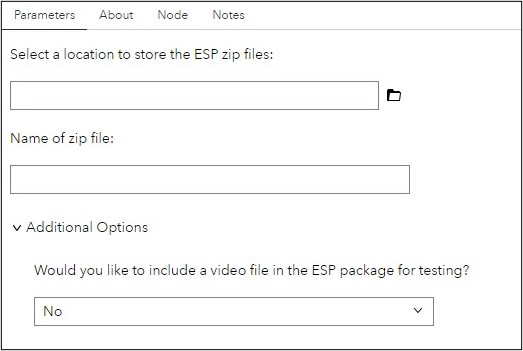 Parameters About Node Notes
Select a location to store the ESP zip files:
Name of zip file:
Additional Options
Would you like to include a video file in the ESP package for testing?
No